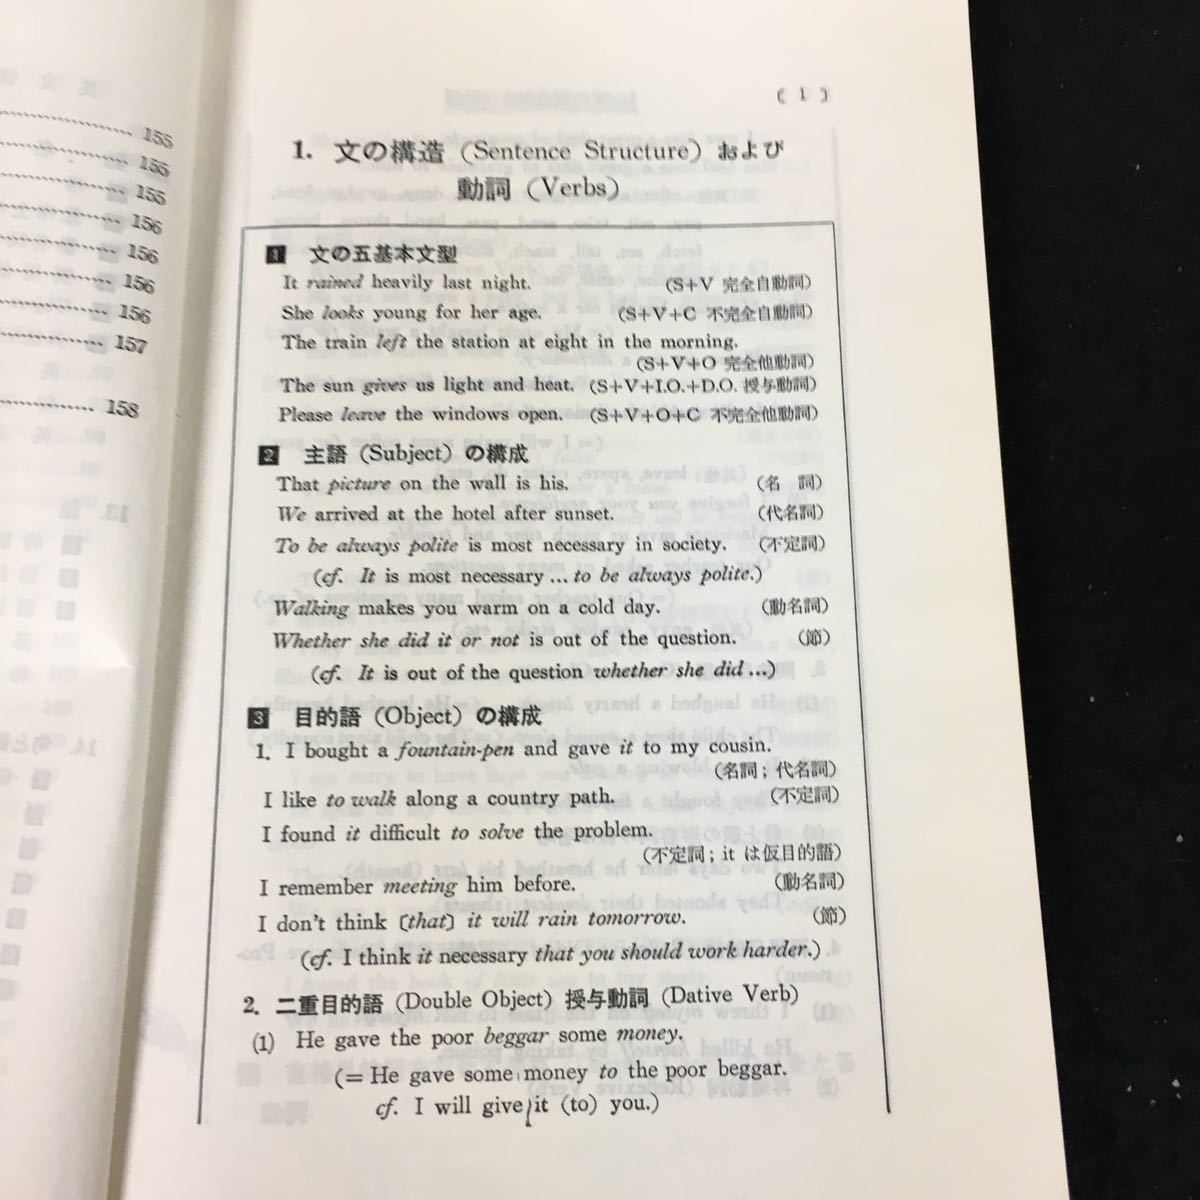 155
155
155
156
156
156
156
157
158
( 1 )
1. 文の構造 (Sentence Structure) および
動詞 (Verbs)
1 文の五基本文型
It rained heavily last night. (S+V 完全自動詞)
She looks young for her age. (S+V+C 不完全自動詞)
The train left the station at eight in the morning.
(S+V+O 完全他動詞)
The sun gives us light and heat. (S+V+I.O.+D.O. 授与動詞)
Please leave the windows open. (S+V+O+C 不完全他動詞)
2 主語 (Subject) の構成
That picture on the wall is his. (名 詞)
We arrived at the hotel after sunset. (代名詞)
To be always polite is most necessary in society. (不定詞)
(cf. It is most necessary ... to be always polite.)
Walking makes you warm on a cold day. (動名詞)
Whether she did it or not is out of the question. (節)
(cf. It is out of the question whether she did ...)
3 目的語 (Object) の構成
1. I bought a fountain-pen and gave it to my cousin.
(名詞; 代名詞)
I like to walk along a country path. (不定詞)
I found it difficult to solve the problem.
(不定詞; it は仮目的語)
I remember meeting him before. (動名詞)
I don't think (that) it will rain tomorrow. (節)
(cf. I think it necessary that you should work harder.)
2. 二重目的語 (Double Object) 授与動詞 (Dative Verb)
(1) He gave the poor beggar some money.
(= He gave some money to the poor beggar.
cf. I will give it (to) you.)